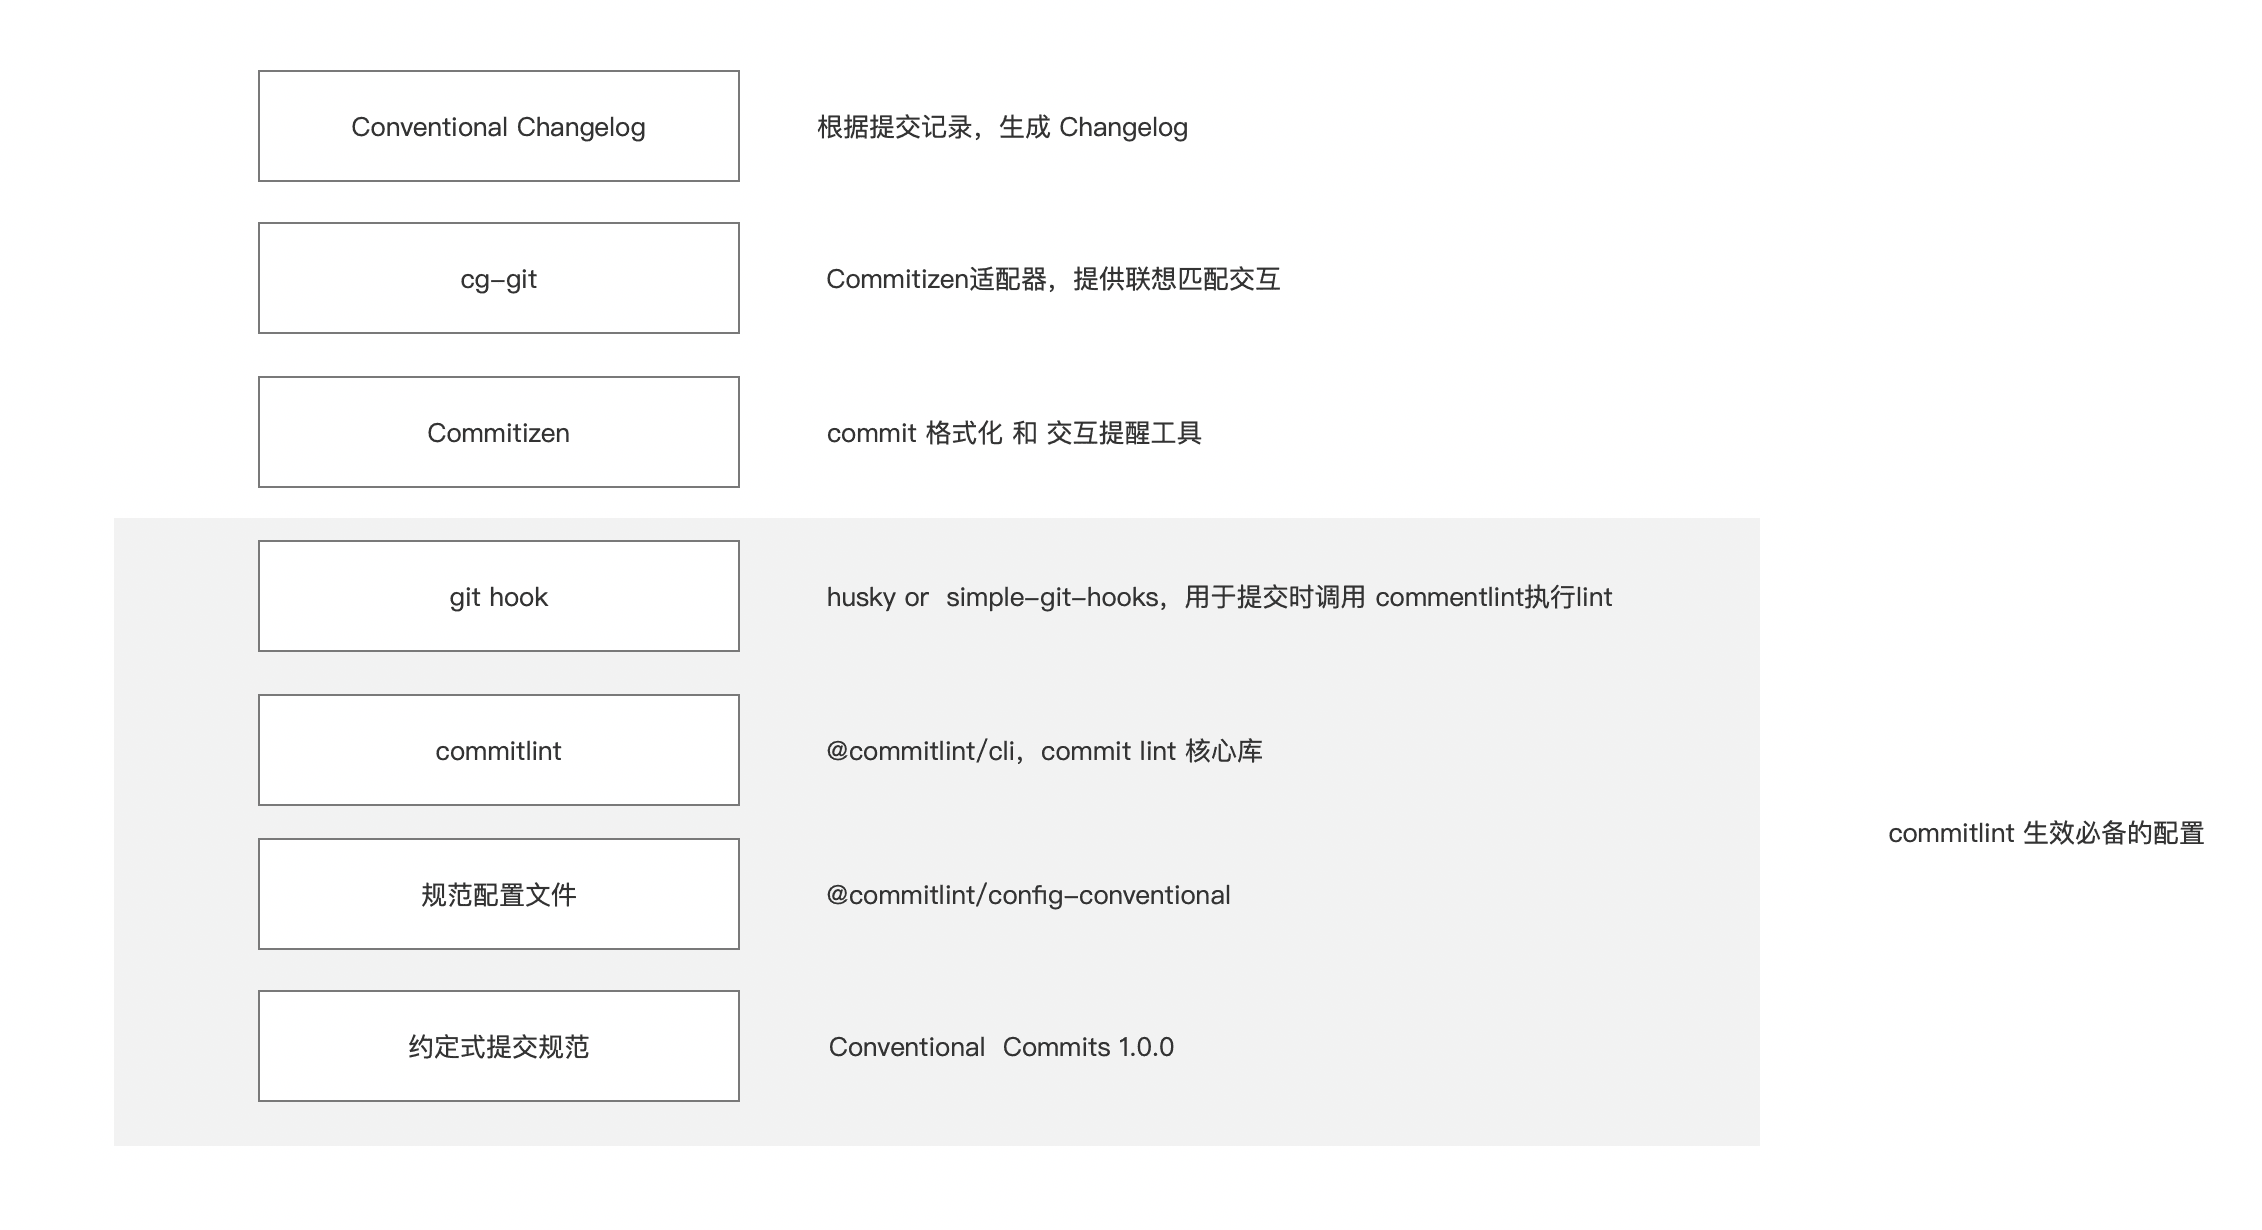 Conventional Changelog
根据提交记录，生成 Changelog
cg-git
Commitizen适配器，提供联想匹配交互
Commitizen
commit 格式化 和 交互提醒工具
git hook
husky or simple-git-hooks，用于提交时调用 commentlint执行lint
commitlint
@commitlint/cli，commit lint 核心库
commitlint 生效必备的配置
规范配置文件
@commitlint/config-conventional
约定式提交规范
Conventional Commits 1.0.0